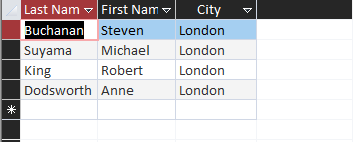 Last Nam First Nam City
Buchanan Steven London
Suyama Michael London
King Robert London
Dodsworth Anne London